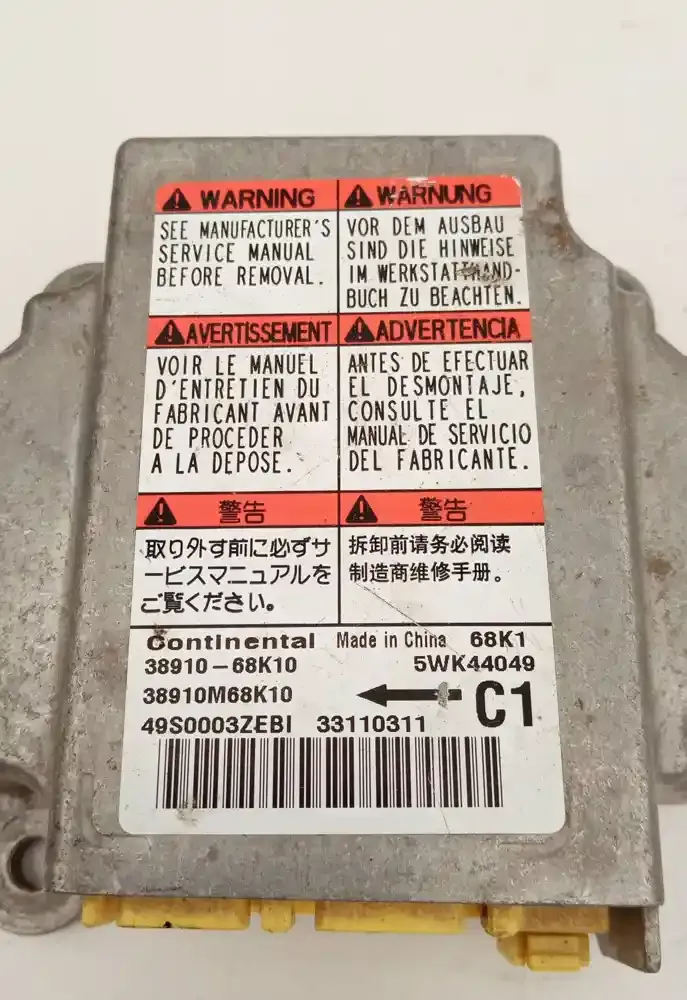 WARNING
SEE MANUFACTURER'S
SERVICE MANUAL
BEFORE REMOVAL.
WARNUNG
VOR DEM AUSBAU
SIND DIE HINWEISE
IM WERKSTATTHAND-
BUCH ZU BEACHTEN.
AVERTISSEMENT
VOIR LE MANUEL
D'ENTRETIEN DU
FABRICANT AVANT
DE PROCEDER
A LA DEPOSE.
ADVERTENCIA
ANTES DE EFECTUAR
EL DESMONTAJE,
CONSULTE EL
MANUAL DE SERVICIO
DEL FABRICANTE.
警告
取り外す前に必ずサ
ービスマニュアルを
ご覧ください。
警告
拆卸前请务必阅读
制造商维修手册。
Continental Made in China 68K1
38910-68K10 5WK44049
38910M68K10 C1
49S0003ZEBI 33110311